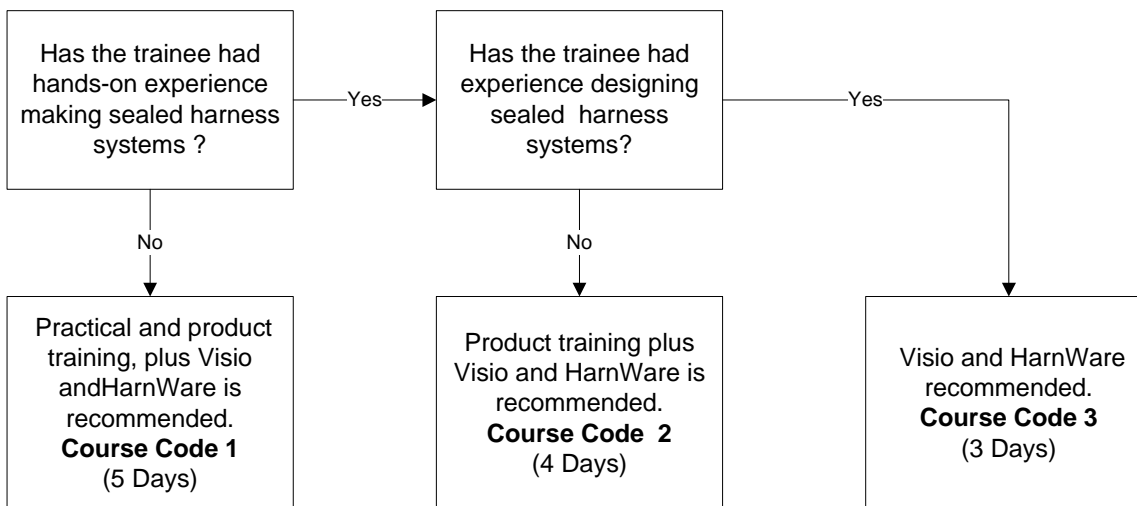 Has the trainee had
hands-on experience
making sealed harness
systems ?
Yes
Has the trainee had
experience designing
sealed  harness
systems?
Yes
No
No
Practical and product
training, plus Visio
andHarnWare is
recommended.
Course Code 1
(5 Days)
Product training plus
Visio and HarnWare is
recommended.
Course Code  2
(4 Days)
Visio and HarnWare
recommended.
Course Code 3
(3 Days)